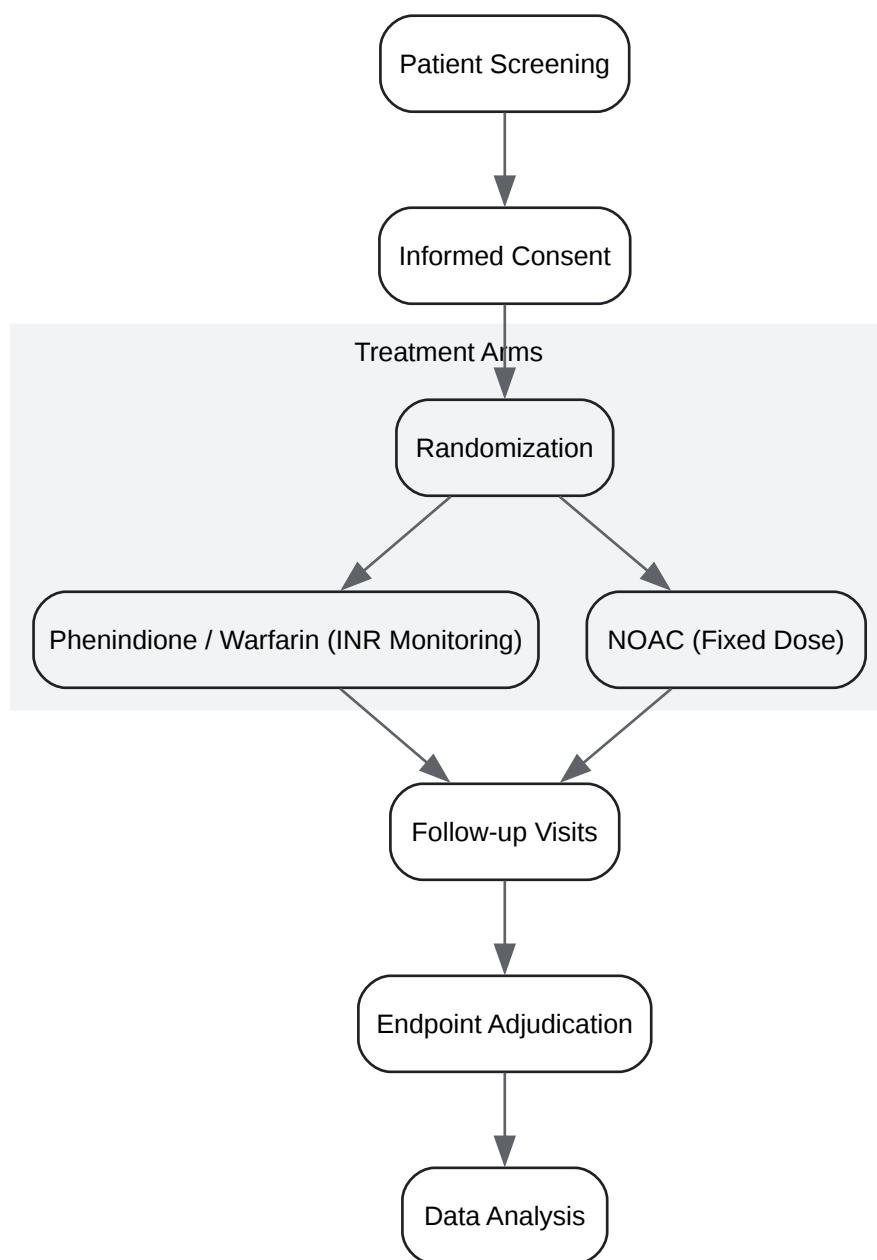 Patient Screening
Informed Consent
Treatment Arms
Randomization
Phenindione / Warfarin (INR Monitoring)
NOAC (Fixed Dose)
Follow-up Visits
Endpoint Adjudication
Data Analysis